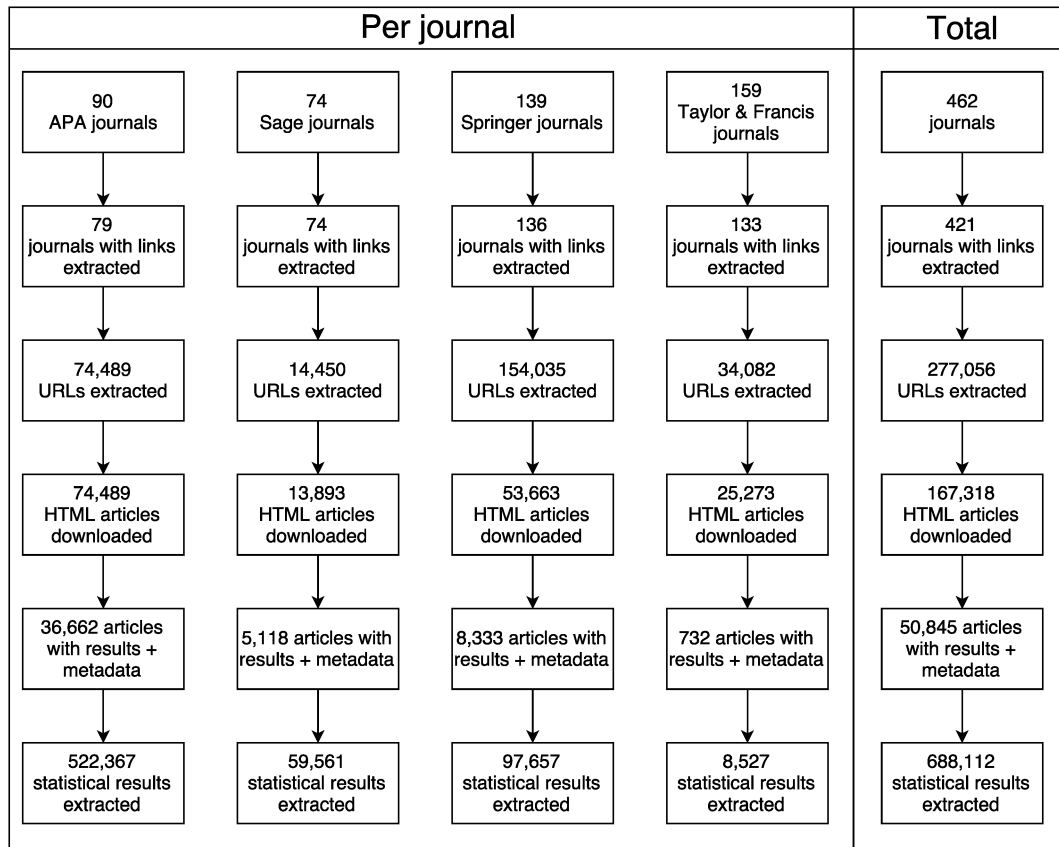 Per journal
Total
90
APA journals
74
Sage journals
139
Springer journals
159
Taylor & Francis
journals
462
journals
79
journals with links
extracted
74
journals with links
extracted
136
journals with links
extracted
133
journals with links
extracted
421
journals with links
extracted
74,489
URLs extracted
14,450
URLs extracted
154,035
URLs extracted
34,082
URLs extracted
277,056
URLs extracted
74,489
HTML articles
downloaded
13,893
HTML articles
downloaded
53,663
HTML articles
downloaded
25,273
HTML articles
downloaded
167,318
HTML articles
downloaded
36,662 articles
with results +
metadata
5,118 articles with
results + metadata
8,333 articles with
results + metadata
732 articles with
results + metadata
50,845 articles
with results +
metadata
522,367
statistical results
extracted
59,561
statistical results
extracted
97,657
statistical results
extracted
8,527
statistical results
extracted
688,112
statistical results
extracted